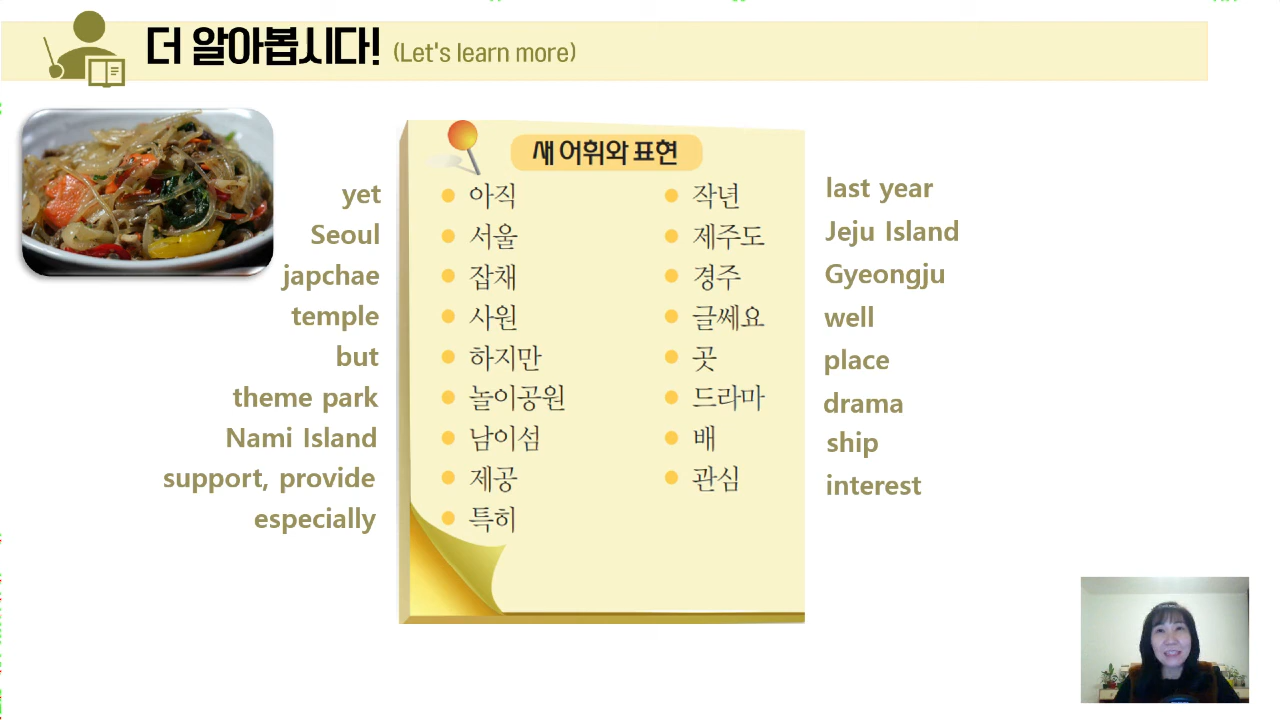 더 알아봅시다! (Let's learn more)
새 어휘와 표현
yet 아직 작년 last year
Seoul 서울 제주도 Jeju Island
japchae 잡채 경주 Gyeongju
temple 사원 글쎄요 well
but 하지만 곳 place
theme park 놀이공원 드라마 drama
Nami Island 남이섬 배 ship
support, provide 제공 관심 interest
especially 특히